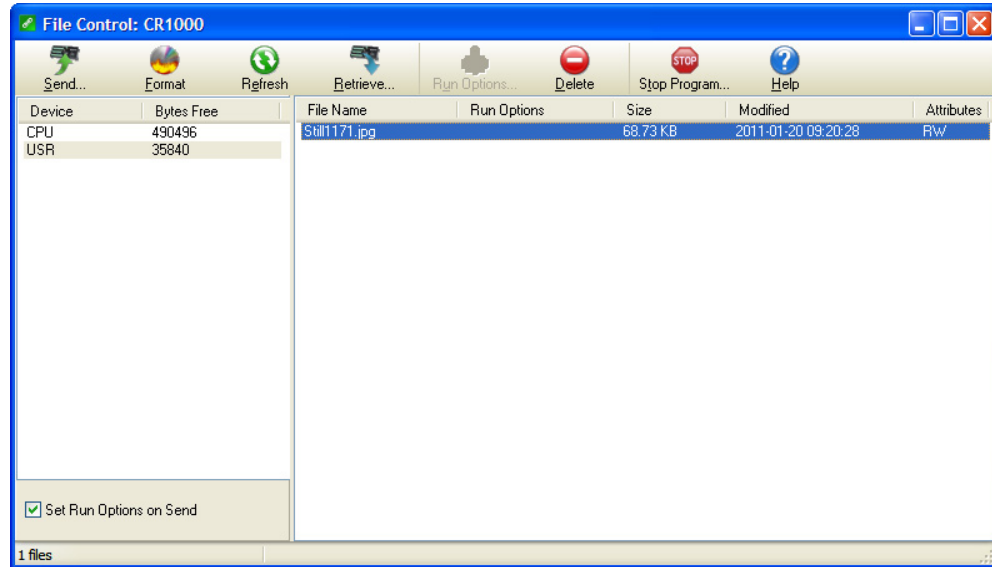 File Control: CR1000
STOP
Send... Format Refresh Retrieve... Run Options... Delete Stop Program... Help
Device Bytes Free File Name Run Options Size Modified Attributes
CPU 490496 Still1171.jpg 68.73 KB 2011-01-20 09:20:28 RW
USR 35840
Set Run Options on Send
1 files